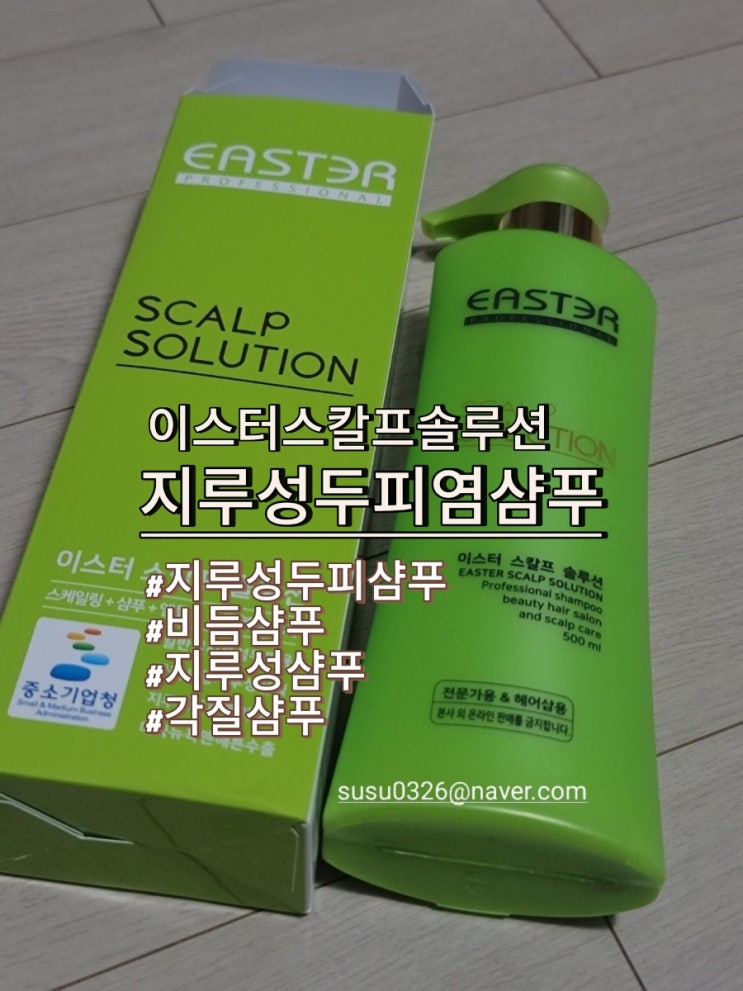 EASTER
PROFESSIONAL
SCALP
SOLUTION
이스터
스케일링 + 샴푸 +
중소기업청
Small & Medium Business
Administration
EASTER
PROFESSIONAL
이스터스칼프솔루션
지루성두피염샴푸
#지루성두피샴푸
#비듬샴푸
#지루성샴푸
#각질샴푸
이스터 스칼프 솔루션
EASTER SCALP SOLUTION
Professional shampoo
beauty hair salon
and scalp care
500 ml
전문가용 & 헤어샵용
본사 외 온라인 판매를 금지합니다.
susu0326@naver.com